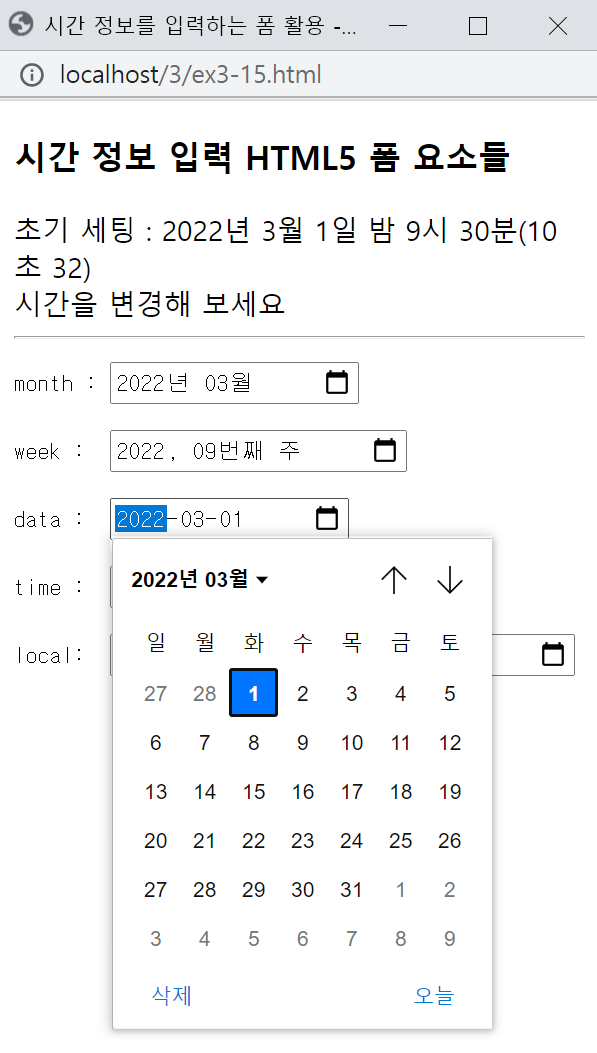 시간 정보를 입력하는 폼 활용 -...
localhost/3/ex3-15.html
시간 정보 입력 HTML5 폼 요소들
초기 세팅 : 2022년 3월 1일 밤 9시 30분(10
초 32)
시간을 변경해 보세요
month : 2022년 03월
week : 2022, 09번째 주
data : 2022-03-01
time :
local:
2022년 03월
일 월 화 수 목 금 토
27 28 1 2 3 4 5
6 7 8 9 10 11 12
13 14 15 16 17 18 19
20 21 22 23 24 25 26
27 28 29 30 31 1 2
3 4 5 6 7 8 9
삭제 오늘